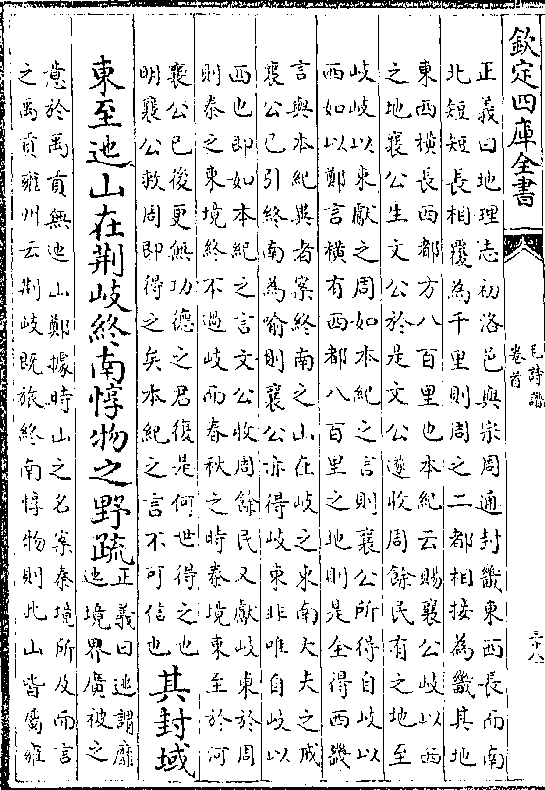 欽定四庫全書
毛詩譜
卷首
三十八
正義曰地理志初洛邑與宗周通封畿東西長而南
北短短長相覆為千里則周之二都相接為畿其地
東西橫長西都方八百里也本紀云賜襄公岐以西
之地襄公生文公於是文公遂收周餘民有之地至
岐岐以東獻之周如本紀之言則襄公所得自岐以
西如以鄭言橫有西都八百里之地則是全得西畿
言與本紀異者案終南之山在岐之東南大夫之戒
襄公已引終南為喻則襄公亦得岐東非唯自岐以
西也即如本紀之言文公收周餘民又獻岐東於周
則秦之東境終不過岐而春秋之時秦境東至於河
襄公已後更無功德之君復是何世得之也
明襄公救周即得之矣本紀之言不可信也
其封域
東至迆山在荆岐終南惇物之野疏
正義曰迆謂靡
迆境界廣被之
意於禹貢無迆山鄭據時山之名案秦境所及而言
之禹貢雍州云荆岐既旅終南惇物則此山皆屬雍